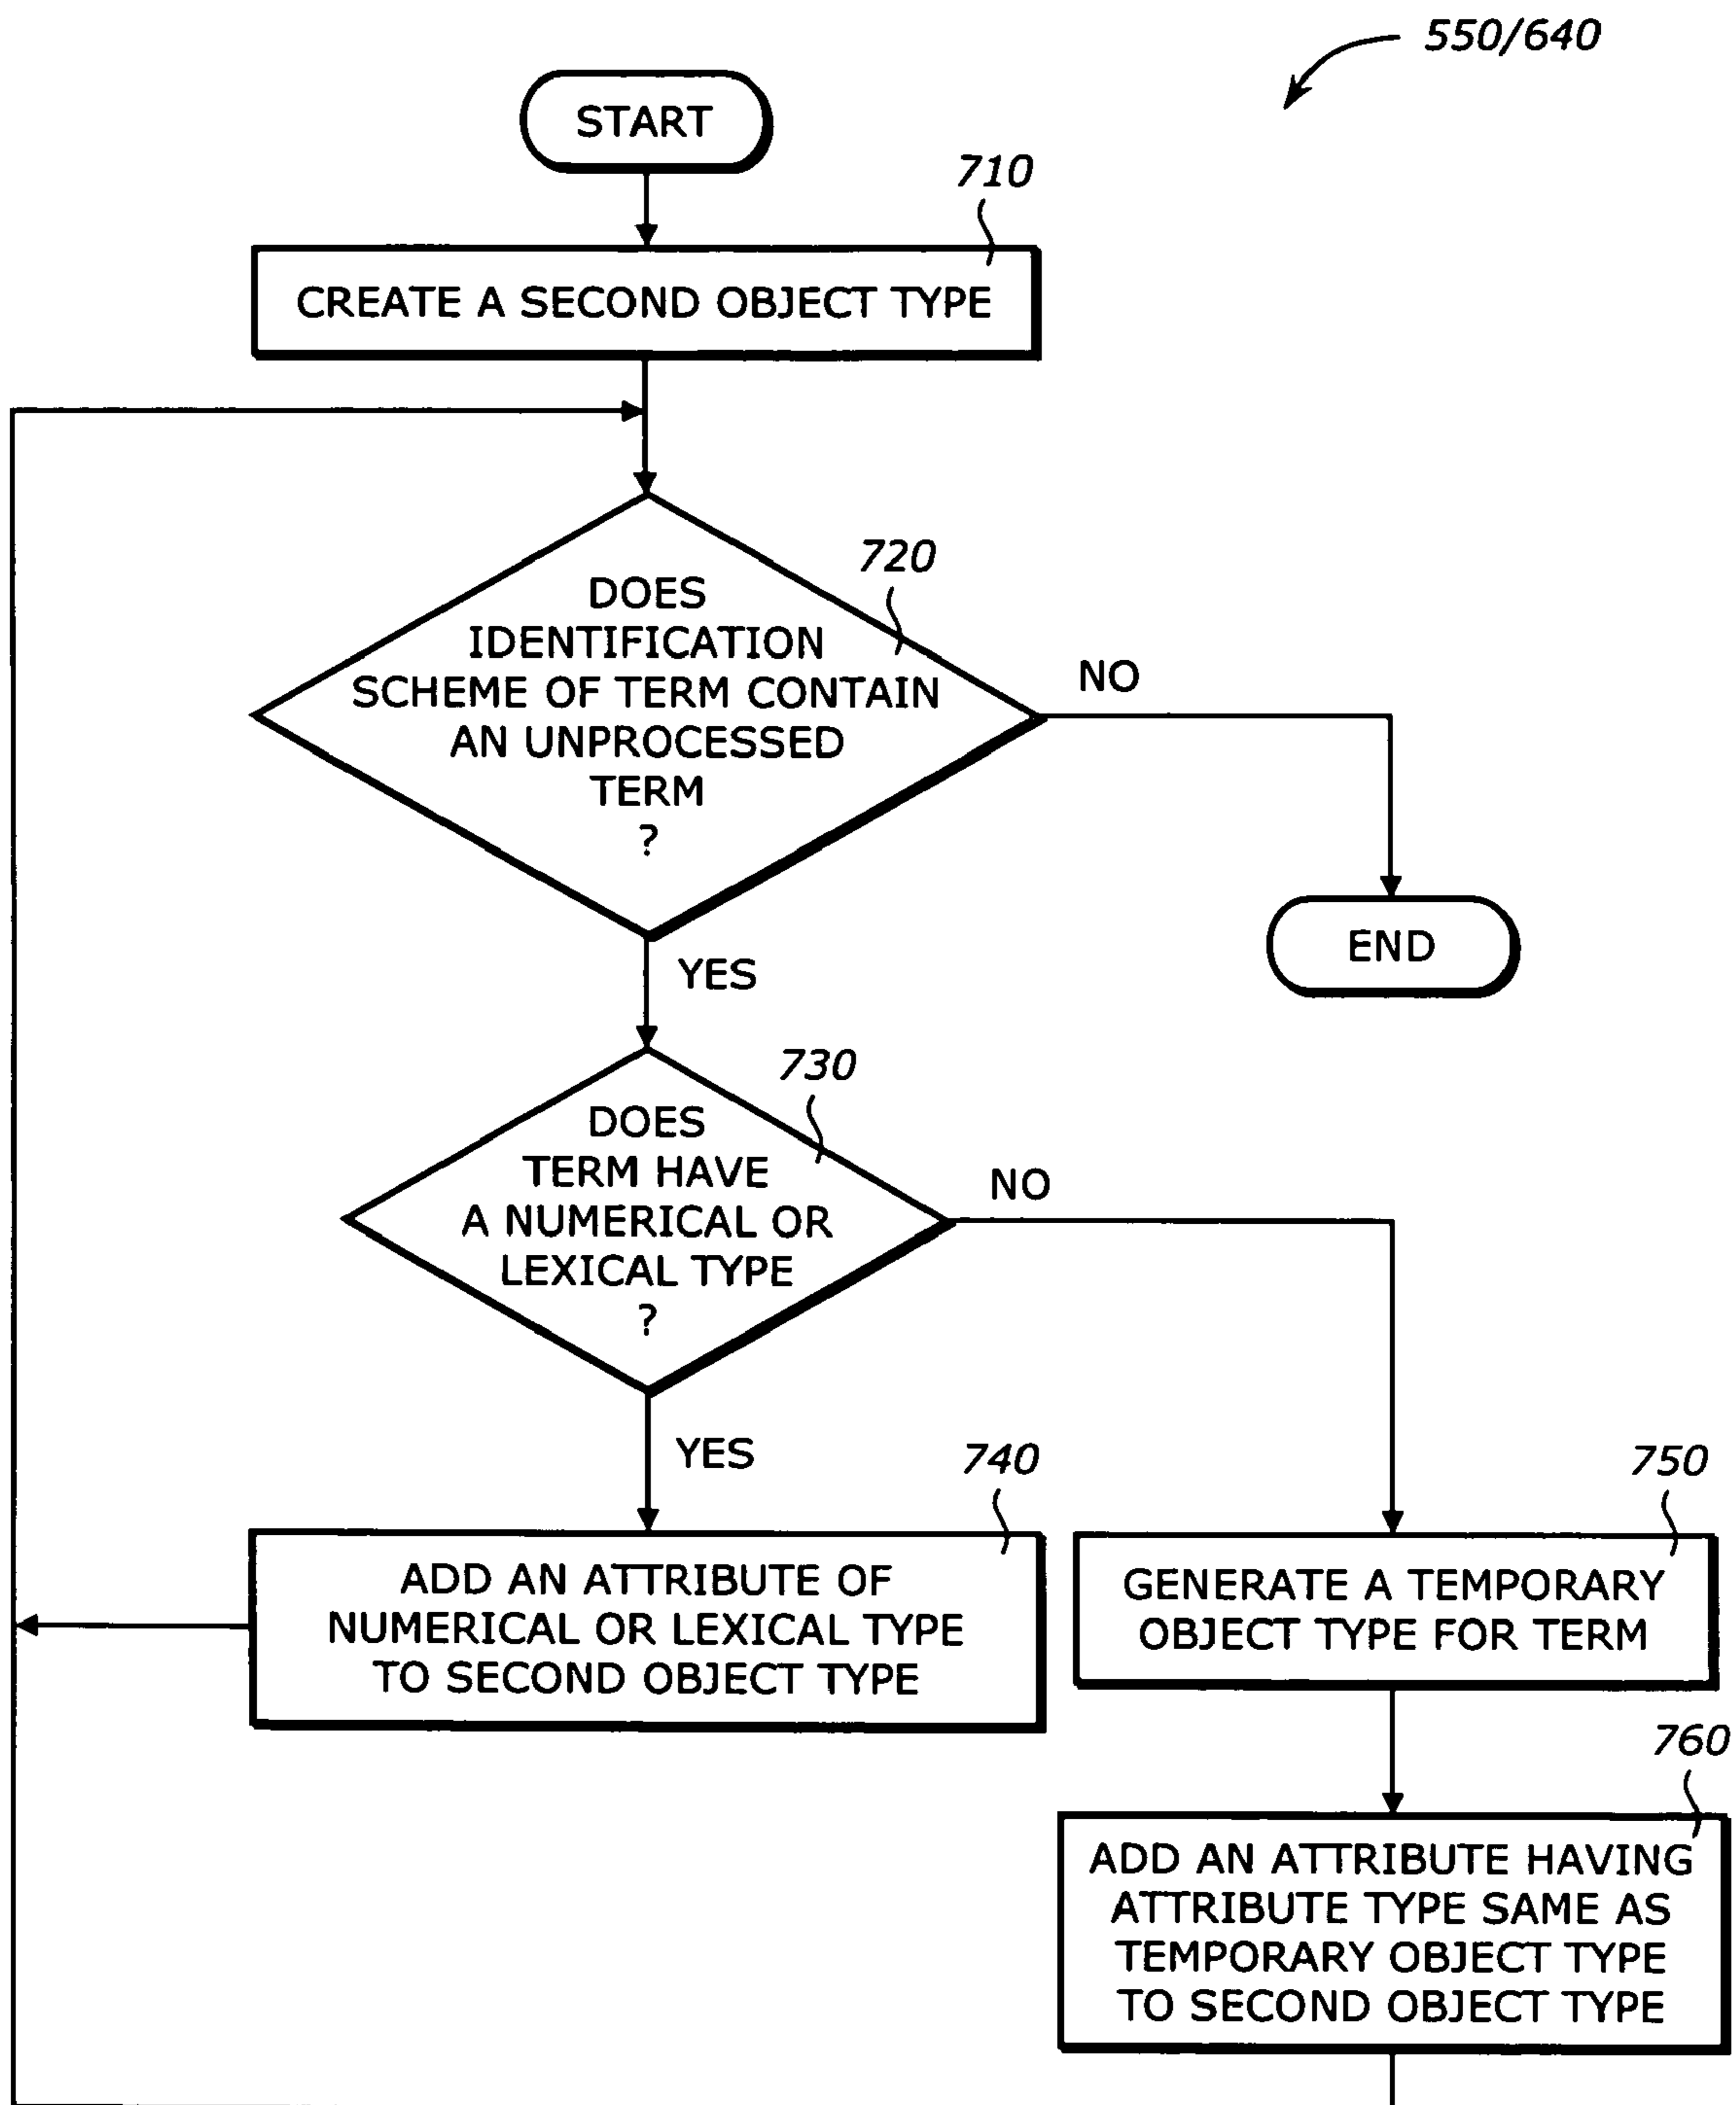 550/640
START
710
CREATE A SECOND OBJECT TYPE
720
DOES
IDENTIFICATION
SCHEME OF TERM CONTAIN
AN UNPROCESSED
TERM
?
NO
END
YES
730
DOES
TERM HAVE
A NUMERICAL OR
LEXICAL TYPE
?
NO
YES
740
ADD AN ATTRIBUTE OF
NUMERICAL OR LEXICAL TYPE
TO SECOND OBJECT TYPE
750
GENERATE A TEMPORARY
OBJECT TYPE FOR TERM
760
ADD AN ATTRIBUTE HAVING
ATTRIBUTE TYPE SAME AS
TEMPORARY OBJECT TYPE
TO SECOND OBJECT TYPE